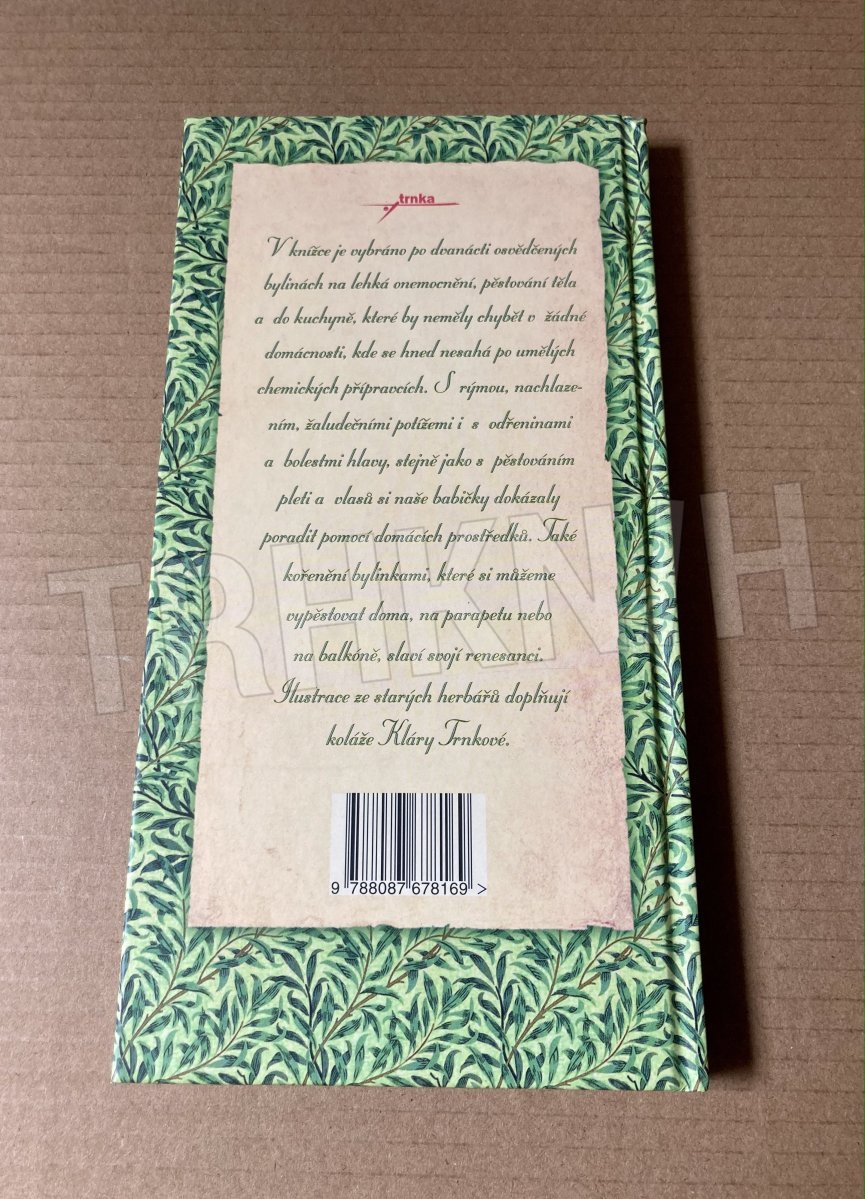 trnka
V knížce je vybráno po dvanácti osvědčených
bylinách na lehká onemocnění, pěstování těla
a do kuchyně, které by neměly chybět v žádné
domácnosti, kde se hned nesahá po umělých
chemických přípravcích. S rýmou, nachlaze-
ním, žaludečními potížemi i s odřeninami
a bolestmi hlavy, stejně jako s pěstováním
pleti a vlasů si naše babičky dokázaly
poradit pomocí domácích prostředků. Také
kořenění bylinkami, které si můžeme
vypěstovat doma, na parapetu nebo
na balkóně, slaví svojí renesanci.
Ilustrace ze starých herbářů doplňují
koláže Kláry Trnkové.
9 788087 678169 >
TRHKNIH